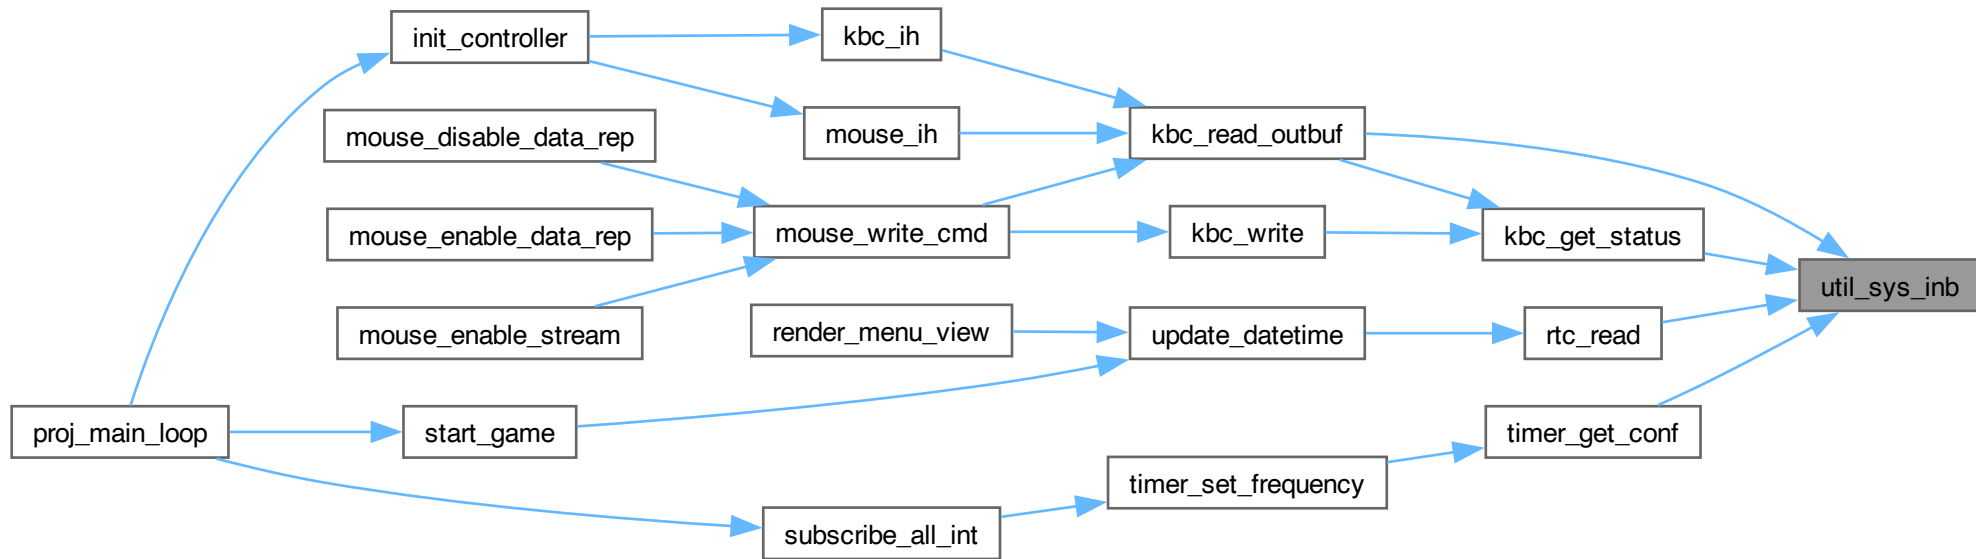 init_controller
kbc_ih
mouse_disable_data_rep
mouse_ih
kbc_read_outbuf
mouse_enable_data_rep
mouse_write_cmd
kbc_write
kbc_get_status
util_sys_inb
mouse_enable_stream
render_menu_view
update_datetime
rtc_read
proj_main_loop
start_game
timer_get_conf
timer_set_frequency
subscribe_all_int